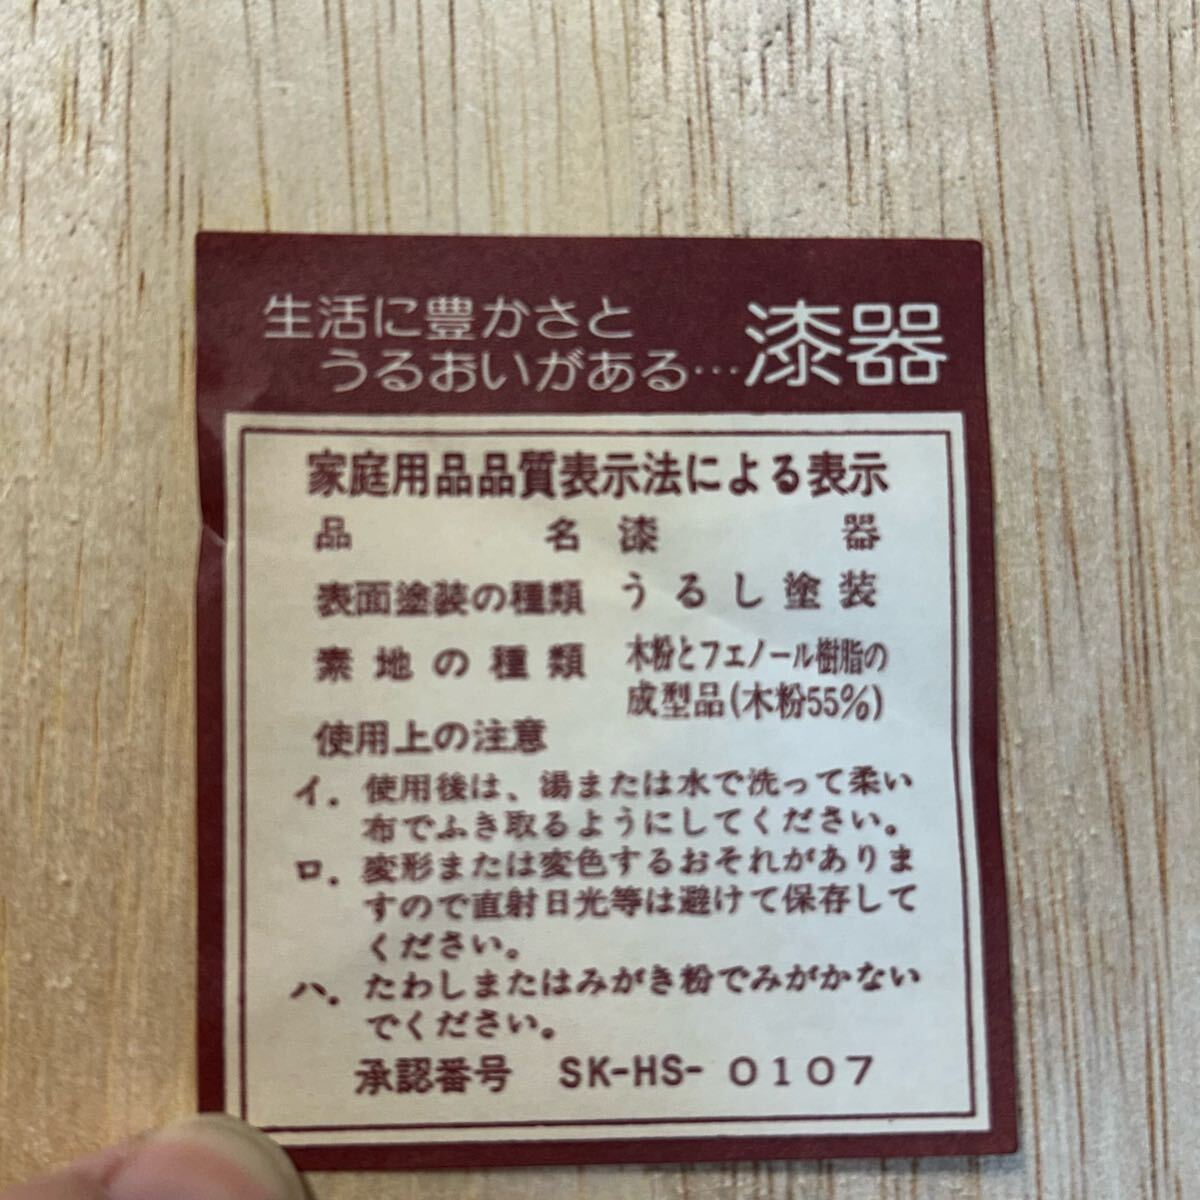 生活に豊かさと
うるおいがある…漆器
家庭用品品質表示法による表示
品名 漆器
表面塗装の種類 うるし塗装
素地の種類 木粉とフェノール樹脂の
成型品(木粉55%)
使用上の注意
イ. 使用後は、湯または水で洗って柔い
布でふき取るようにしてください。
ロ. 変形または変色するおそれがありま
すので直射日光等は避けて保存して
ください。
ハ. たわしまたはみがき粉でみがかない
でください。
承認番号 SK-HS-0107